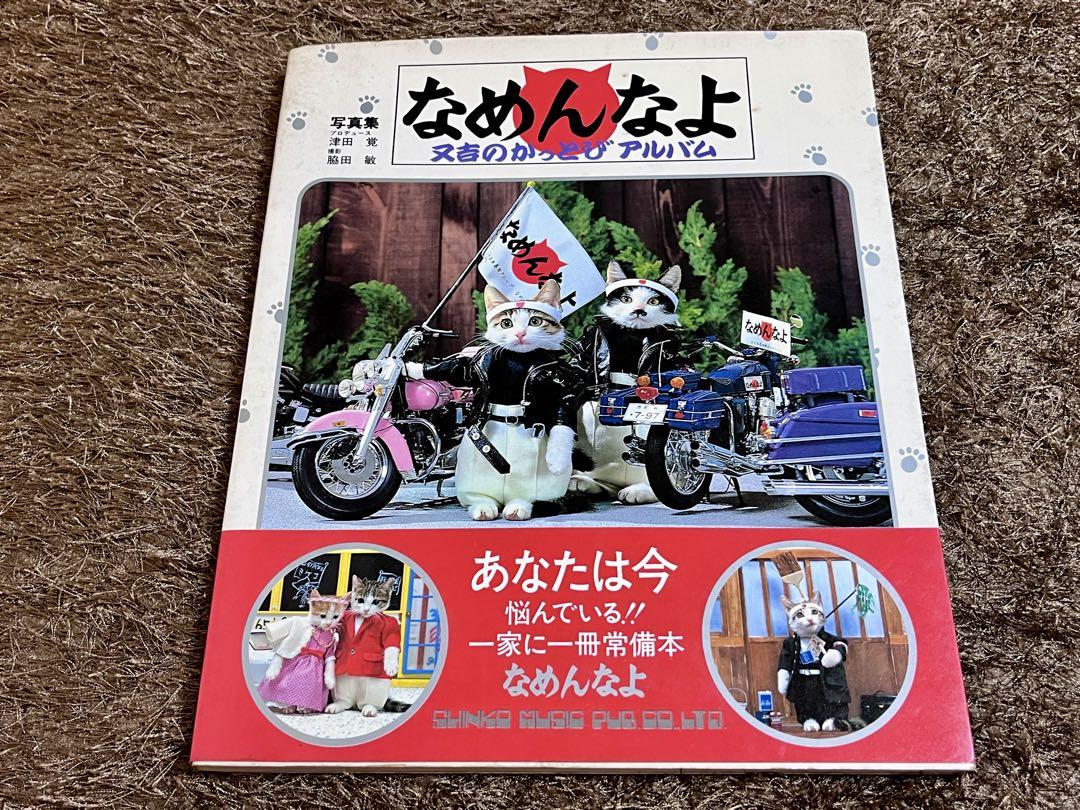 なめんなよ
又吉のかっとびアルバム
写真集
プロデュース
津田 覚
撮影
脇田 敏
なめんなよ
なめんなよ
7-97
あなたは今
悩んでいる!!
一家に一冊常備本
なめんなよ
SHINKO MUSIC PUB.CO.,LTD.